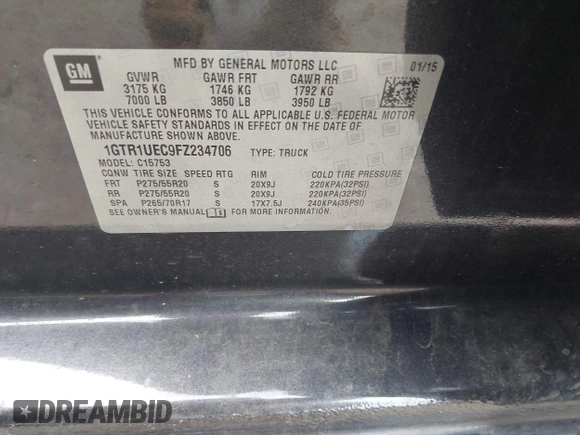 GM
MFD BY GENERAL MOTORS LLC 01/15
GVWR GAWR FRT GAWR RR
3175 KG 1746 KG 1792 KG
7000 LB 3850 LB 3950 LB
THIS VEHICLE CONFORMS TO ALL APPLICABLE U.S. FEDERAL MOTOR
VEHICLE SAFETY STANDARDS IN EFFECT ON THE DATE OF
MANUFACTURE SHOWN ABOVE.
1GTR1UEC9FZ234706 TYPE: TRUCK
MODEL: C15753
CQNW TIRE SIZE SPEED RTG RIM COLD TIRE PRESSURE
FRT P275/55R20 S 20X9J 220KPA(32PSI)
RR P275/55R20 S 20X9J 220KPA(32PSI)
SPA P265/70R17 S 17X7.5J 240KPA(35PSI)
SEE OWNER'S MANUAL FOR MORE INFORMATION.
DREAMBID